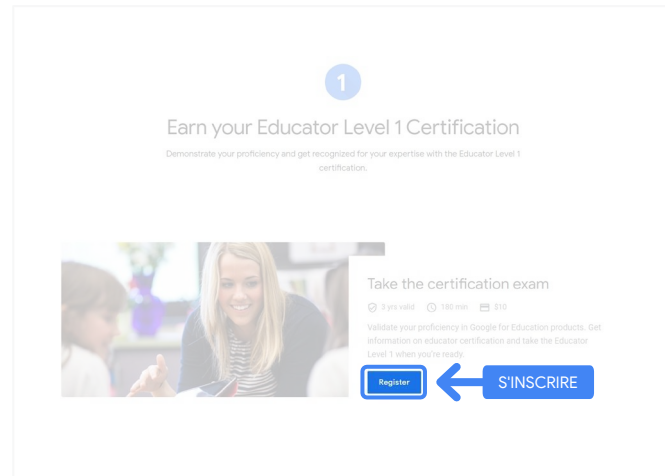 1
Earn your Educator Level 1 Certification
Demonstrate your proficiency and get recognized for your expertise with the Educator Level 1
certification.
Take the certification exam
3 yrs valid 180 min $10
Validate your proficiency in Google for Education products. Get
information on educator certification and take the Educator
Level 1 when you're ready.
Register S'INSCRIRE